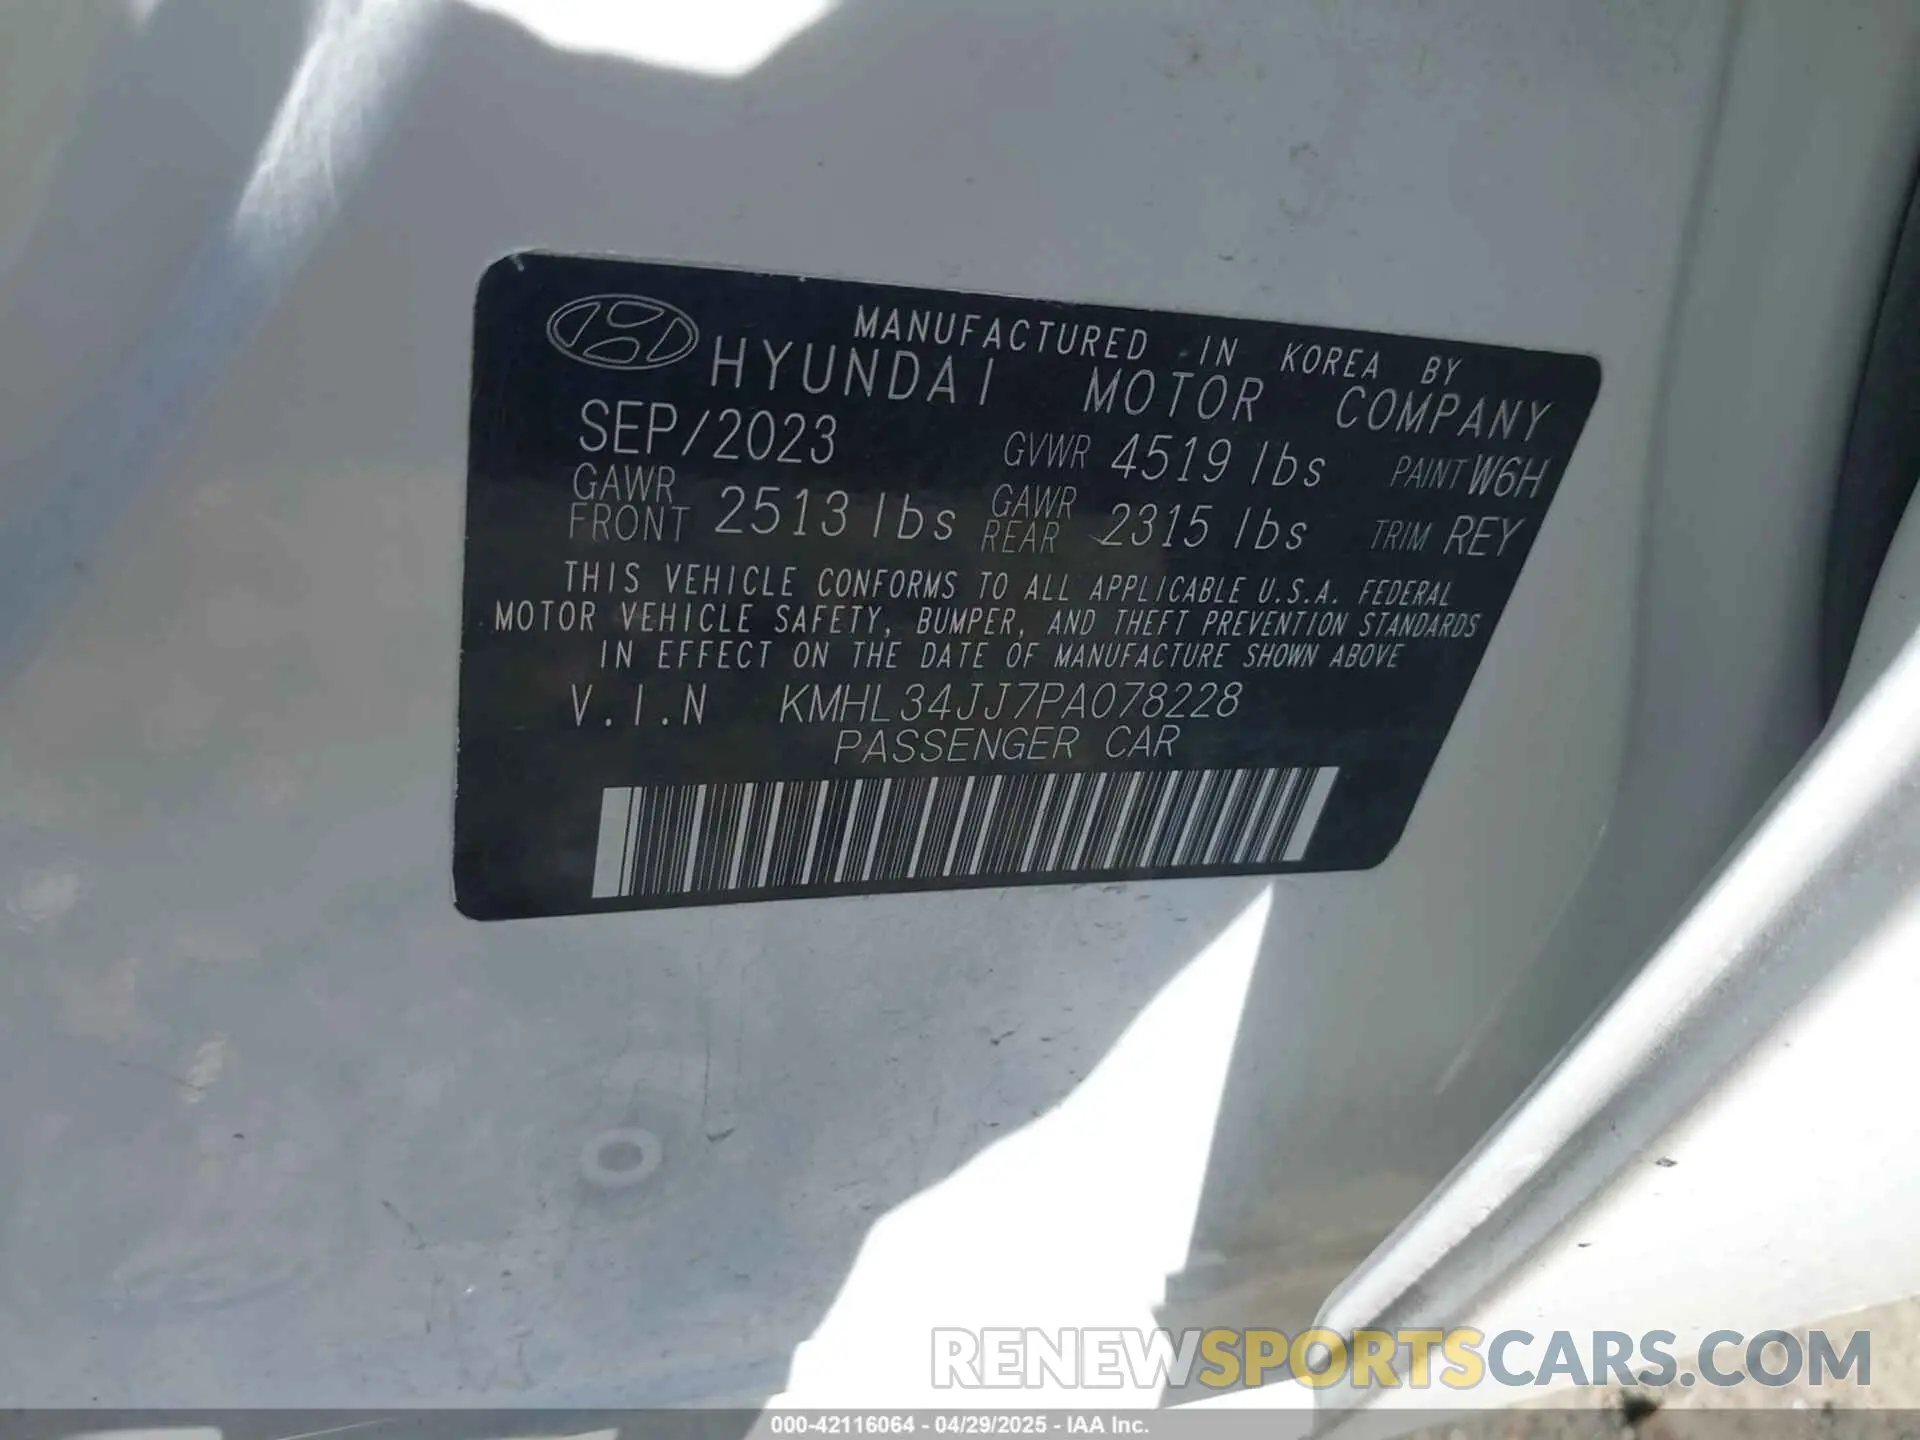 MANUFACTURED IN KOREA BY
HYUNDAI MOTOR COMPANY
SEP/2023 GVWR 4519 lbs PAINT W6H
GAWR FRONT 2513 lbs GAWR REAR 2315 lbs TRIM REY
THIS VEHICLE CONFORMS TO ALL APPLICABLE U.S.A. FEDERAL
MOTOR VEHICLE SAFETY, BUMPER, AND THEFT PREVENTION STANDARDS
IN EFFECT ON THE DATE OF MANUFACTURE SHOWN ABOVE
V.I.N KMHL34JJ7PA078228
PASSENGER CAR
RENEWSPORTSCARS.COM
000-42116064 - 04/29/2025 - IAA Inc.